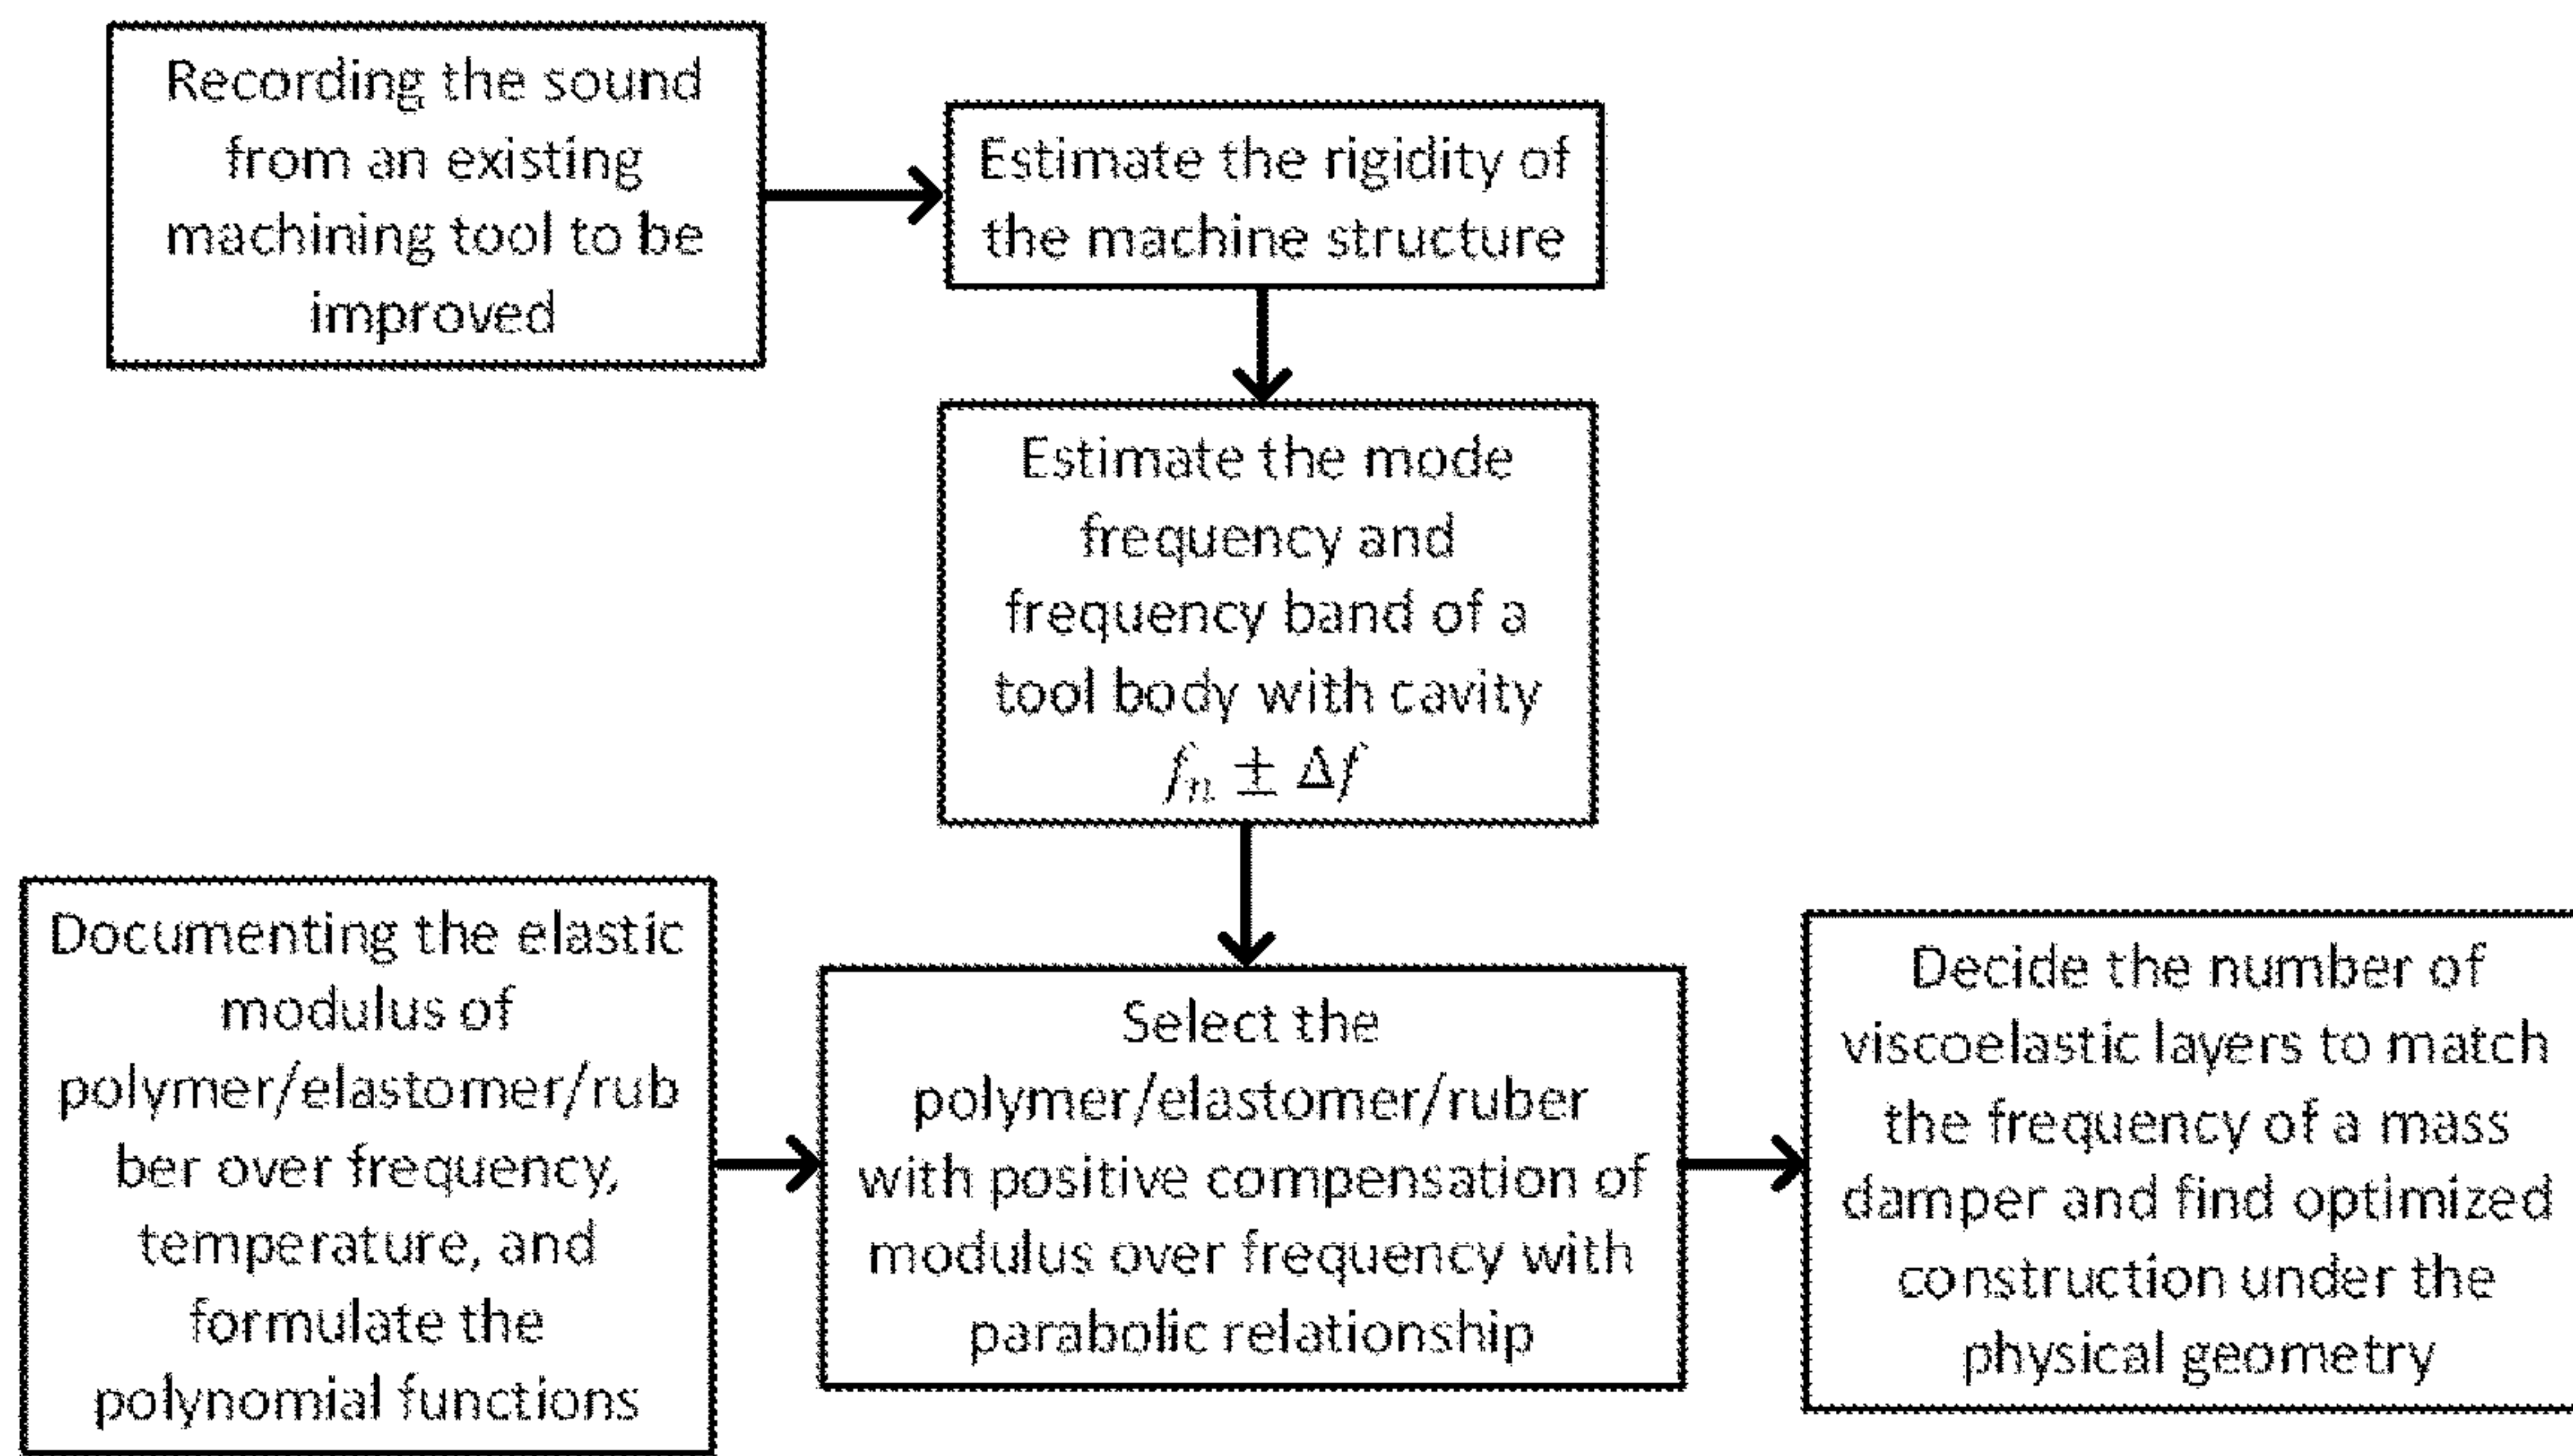 Recording the sound
from an existing
machining tool to be
improved
Estimate the rigidity of
the machine structure
Estimate the mode
frequency and
frequency band of a
tool body with cavity
fₙ ± Δf
Documenting the elastic
modulus of
polymer/elastomer/rub
ber over frequency,
temperature, and
formulate the
polynomial functions
Select the
polymer/elastomer/ruber
with positive compensation of
modulus over frequency with
parabolic relationship
Decide the number of
viscoelastic layers to match
the frequency of a mass
damper and find optimized
construction under the
physical geometry